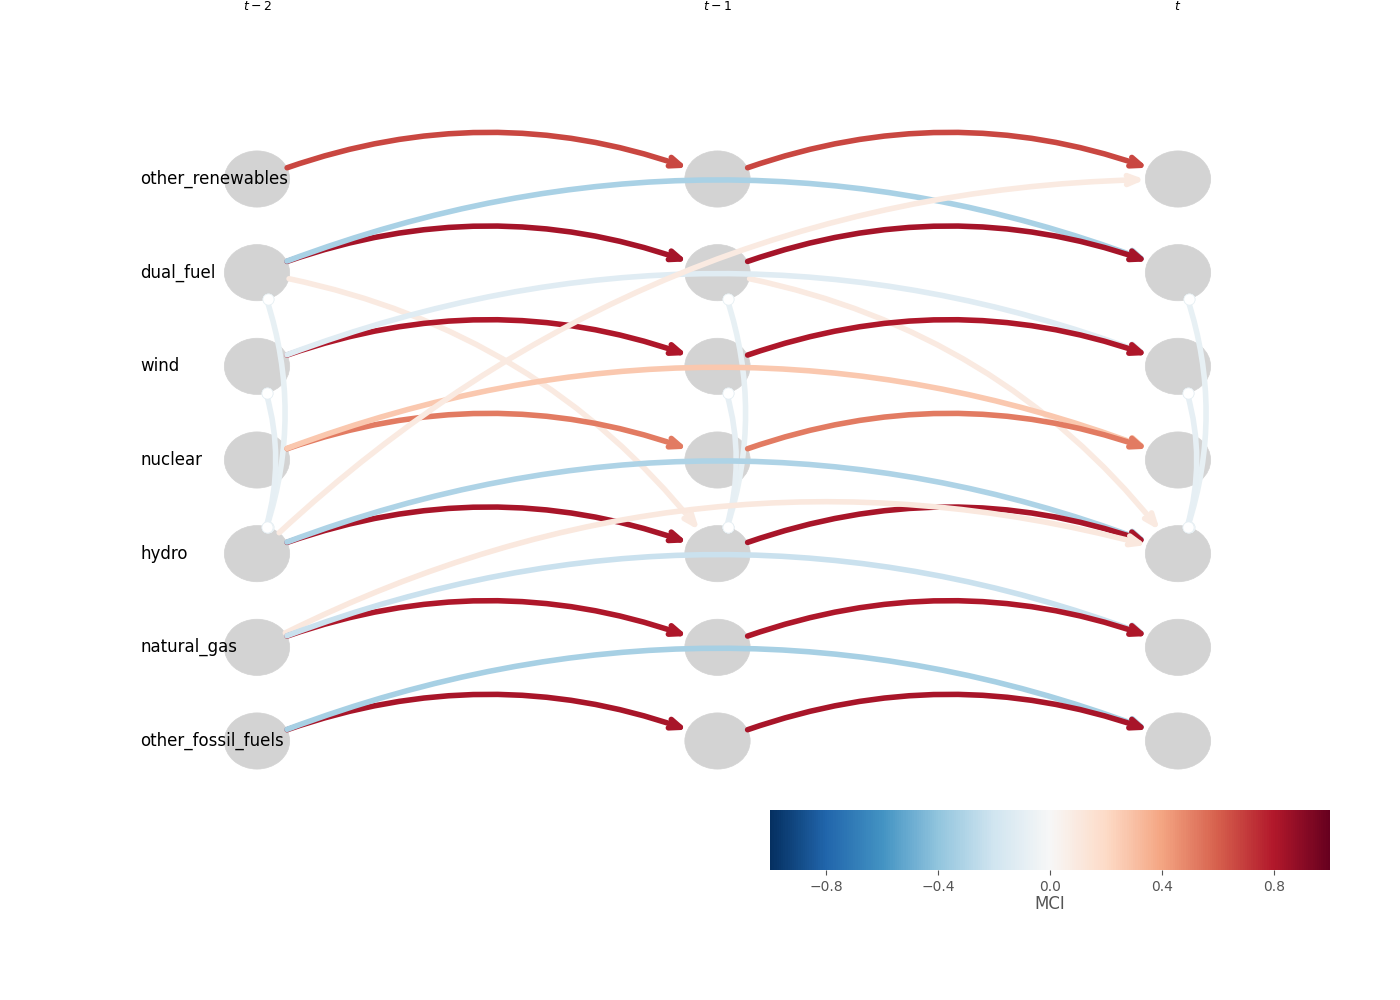 t − 2 t − 1 t
other_renewables
dual_fuel
wind
nuclear
hydro
natural_gas
other_fossil_fuels
−0.8 −0.4 0.0 0.4 0.8
MCI